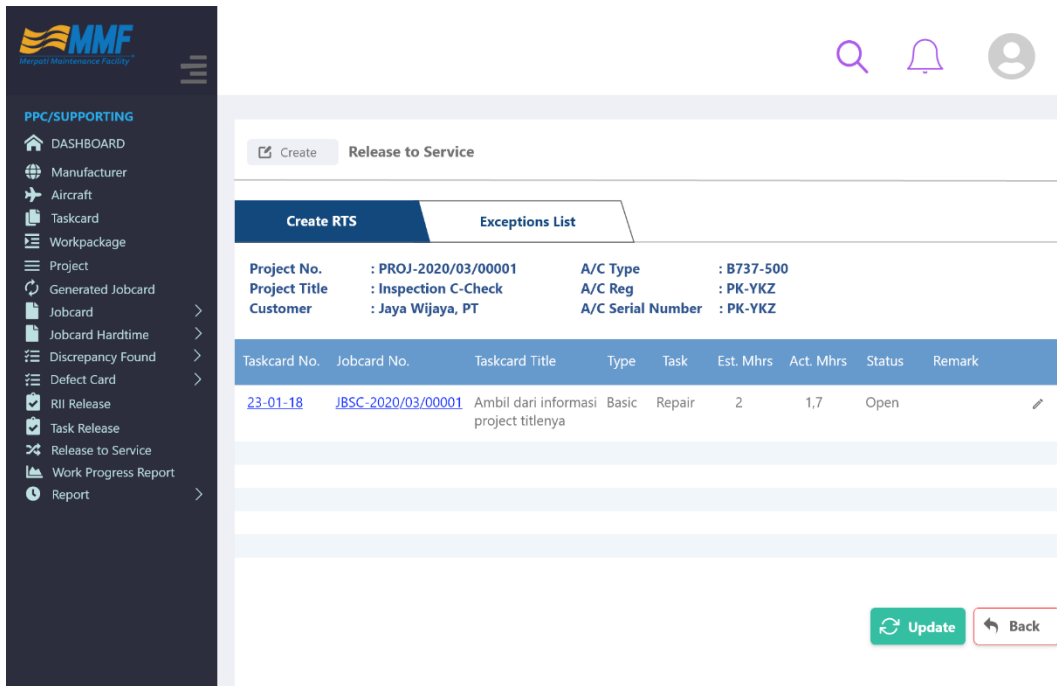 MMF
Merpati Maintenance Facility
PPC/SUPPORTING
DASHBOARD
Manufacturer
Aircraft
Taskcard
Workpackage
Project
Generated Jobcard
Jobcard
Jobcard Hardtime
Discrepancy Found
Defect Card
RII Release
Task Release
Release to Service
Work Progress Report
Report
Create Release to Service
Create RTS Exceptions List
Project No. : PROJ-2020/03/00001 A/C Type : B737-500
Project Title : Inspection C-Check A/C Reg : PK-YKZ
Customer : Jaya Wijaya, PT A/C Serial Number : PK-YKZ
Taskcard No. Jobcard No. Taskcard Title Type Task Est. Mhrs Act. Mhrs Status Remark
23-01-18 JBSC-2020/03/00001 Ambil dari informasi Basic Repair 2 1,7 Open
project titlenya
Update Back